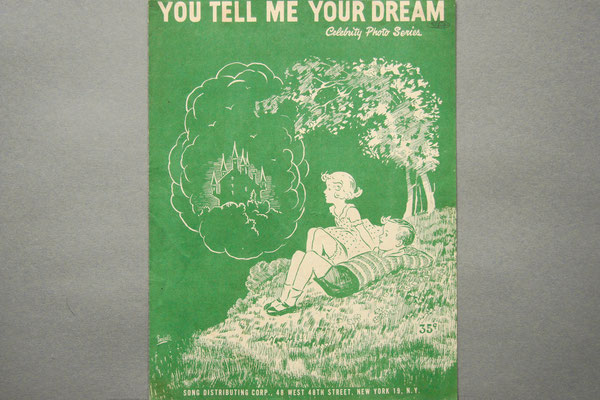 YOU TELL ME YOUR DREAM
Celebrity Photo Series
35¢
SONG DISTRIBUTING CORP., 48 WEST 48TH STREET, NEW YORK 19, N.Y.